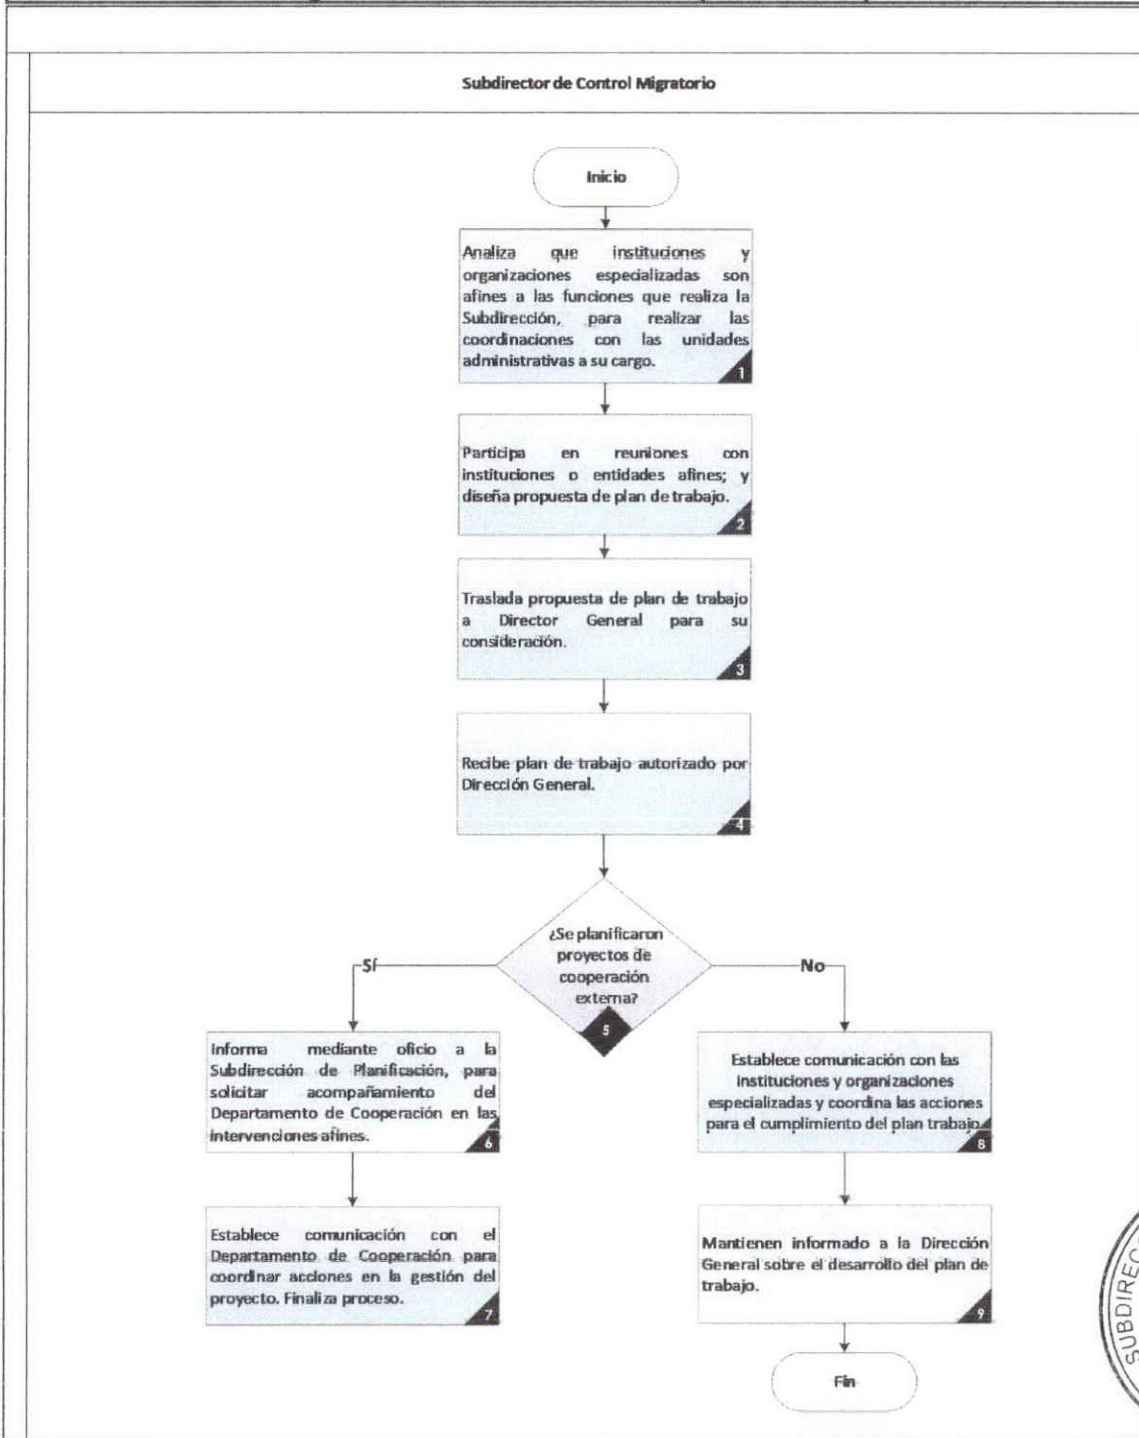 Subdirector de Control Migratorio
Inicio
Analiza que instituciones y
organizaciones especializadas son
afines a las funciones que realiza la
Subdirección, para realizar las
coordinaciones con las unidades
administrativas a su cargo.
1
Participa en reuniones con
instituciones o entidades afines; y
diseña propuesta de plan de trabajo.
2
Traslada propuesta de plan de trabajo
a Director General para su
consideración.
3
Recibe plan de trabajo autorizado por
Dirección General.
4
¿Se planificaron
proyectos de
cooperación
externa?
5
Sí
No
Informa mediante oficio a la
Subdirección de Planificación, para
solicitar acompañamiento del
Departamento de Cooperación en las
intervenciones afines.
6
Establece comunicación con el
Departamento de Cooperación para
coordinar acciones en la gestión del
proyecto. Finaliza proceso.
7
Establece comunicación con las
instituciones y organizaciones
especializadas y coordina las acciones
para el cumplimiento del plan trabajo
8
Mantienen informado a la Dirección
General sobre el desarrollo del plan de
trabajo.
9
Fin